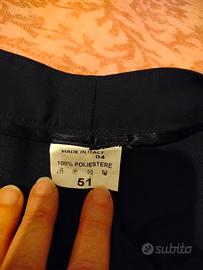 MADE IN ITALY
04
100% POLIESTERE
51
subito